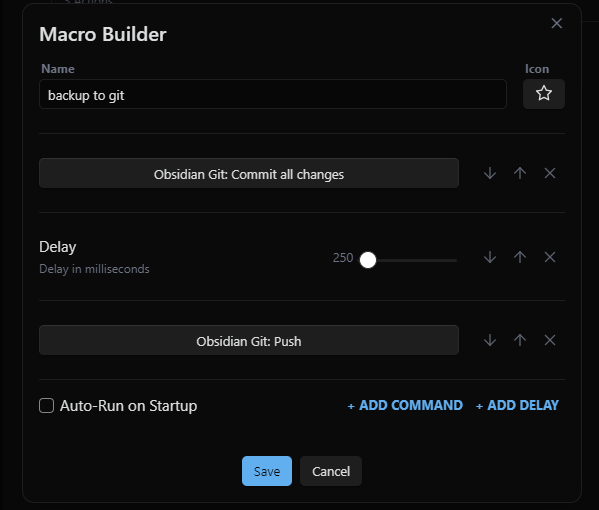 Macro Builder
Name
Icon
backup to git
Obsidian Git: Commit all changes
Delay
Delay in milliseconds
250
Obsidian Git: Push
Auto-Run on Startup
+ ADD COMMAND
+ ADD DELAY
Save
Cancel